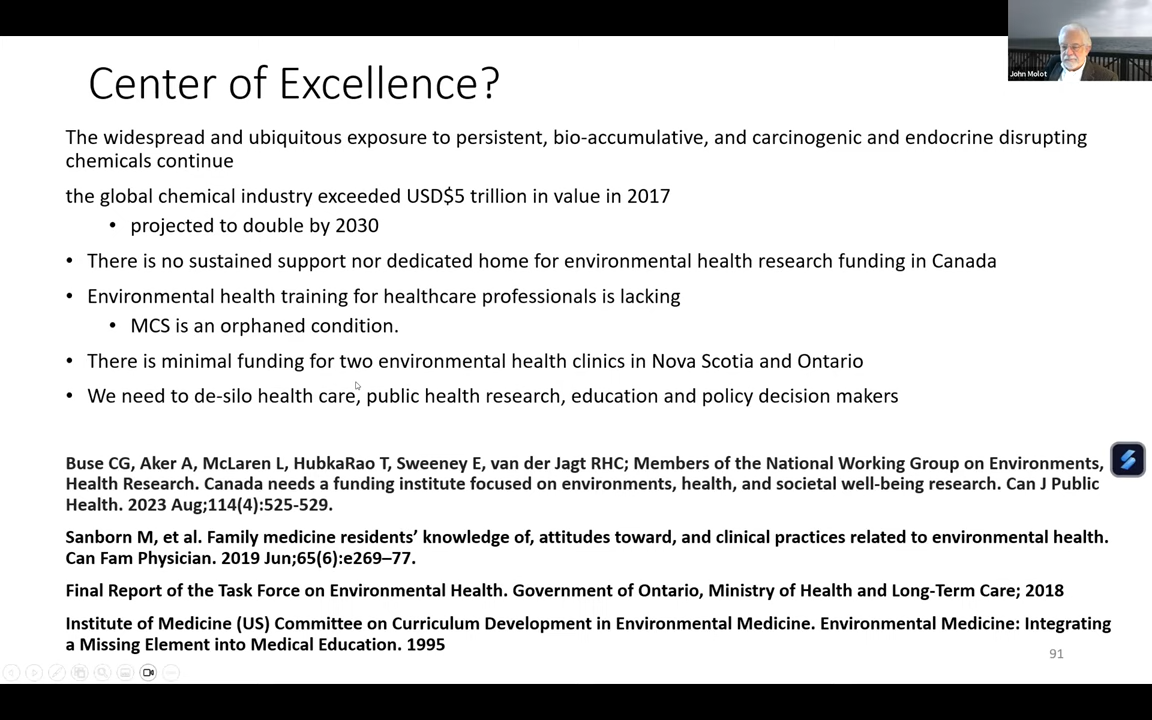 John Molot
Center of Excellence?
The widespread and ubiquitous exposure to persistent, bio-accumulative, and carcinogenic and endocrine disrupting
chemicals continue
the global chemical industry exceeded USD$5 trillion in value in 2017
• projected to double by 2030
• There is no sustained support nor dedicated home for environmental health research funding in Canada
• Environmental health training for healthcare professionals is lacking
• MCS is an orphaned condition.
• There is minimal funding for two environmental health clinics in Nova Scotia and Ontario
• We need to de-silo health care, public health research, education and policy decision makers
Buse CG, Aker A, McLaren L, HubkaRao T, Sweeney E, van der Jagt RHC; Members of the National Working Group on Environments,
Health Research. Canada needs a funding institute focused on environments, health, and societal well-being research. Can J Public
Health. 2023 Aug;114(4):525-529.
Sanborn M, et al. Family medicine residents’ knowledge of, attitudes toward, and clinical practices related to environmental health.
Can Fam Physician. 2019 Jun;65(6):e269–77.
Final Report of the Task Force on Environmental Health. Government of Ontario, Ministry of Health and Long-Term Care; 2018
Institute of Medicine (US) Committee on Curriculum Development in Environmental Medicine. Environmental Medicine: Integrating
a Missing Element into Medical Education. 1995
91